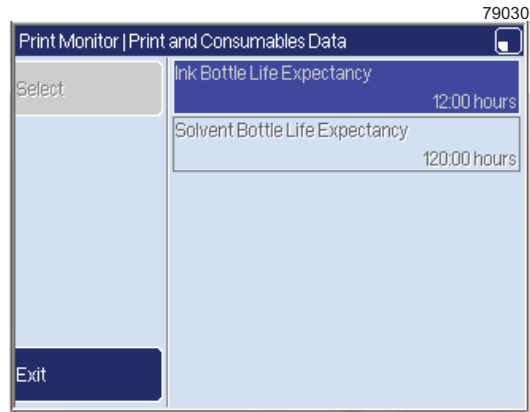 79030
Print Monitor | Print and Consumables Data
Select
Ink Bottle Life Expectancy
12:00 hours
Solvent Bottle Life Expectancy
120:00 hours
Exit